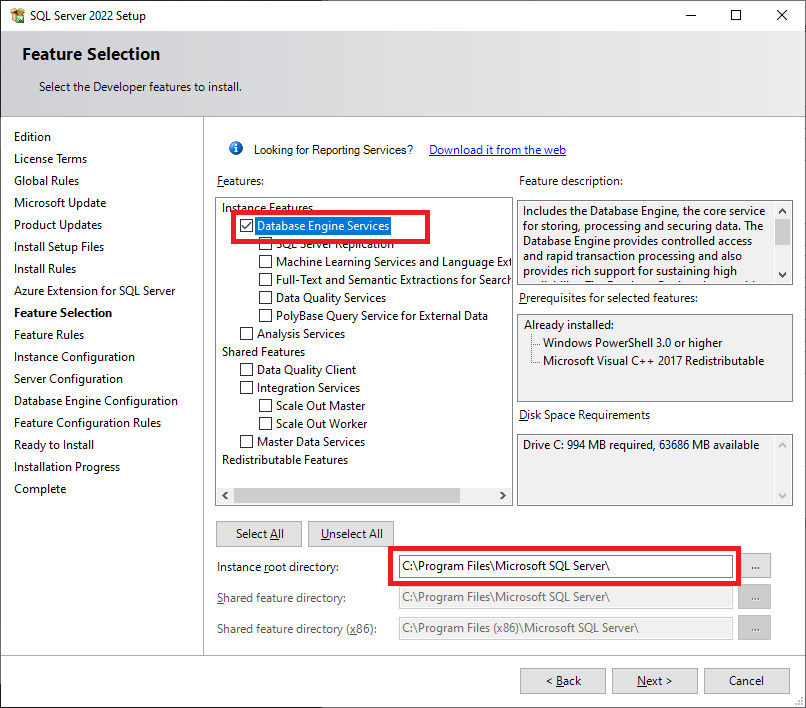 SQL Server 2022 Setup
Feature Selection
Select the Developer features to install.
Edition
License Terms
Global Rules
Microsoft Update
Product Updates
Install Setup Files
Install Rules
Azure Extension for SQL Server
Feature Selection
Feature Rules
Instance Configuration
Server Configuration
Database Engine Configuration
Feature Configuration Rules
Ready to Install
Installation Progress
Complete
Looking for Reporting Services? Download it from the web
Features:
Instance Features
Database Engine Services
SQL Server Replication
Machine Learning Services and Language Ext
Full-Text and Semantic Extractions for Search
Data Quality Services
PolyBase Query Service for External Data
Analysis Services
Shared Features
Data Quality Client
Integration Services
Scale Out Master
Scale Out Worker
Master Data Services
Redistributable Features
Feature description:
Includes the Database Engine, the core service
for storing, processing and securing data. The
Database Engine provides controlled access
and rapid transaction processing and also
provides rich support for sustaining high
Prerequisites for selected features:
Already installed:
Windows PowerShell 3.0 or higher
Microsoft Visual C++ 2017 Redistributable
Disk Space Requirements
Drive C: 994 MB required, 63686 MB available
Select All Unselect All
Instance root directory: C:\Program Files\Microsoft SQL Server\ ...
Shared feature directory: C:\Program Files\Microsoft SQL Server\ ...
Shared feature directory (x86): C:\Program Files (x86)\Microsoft SQL Server\ ...
< Back Next > Cancel